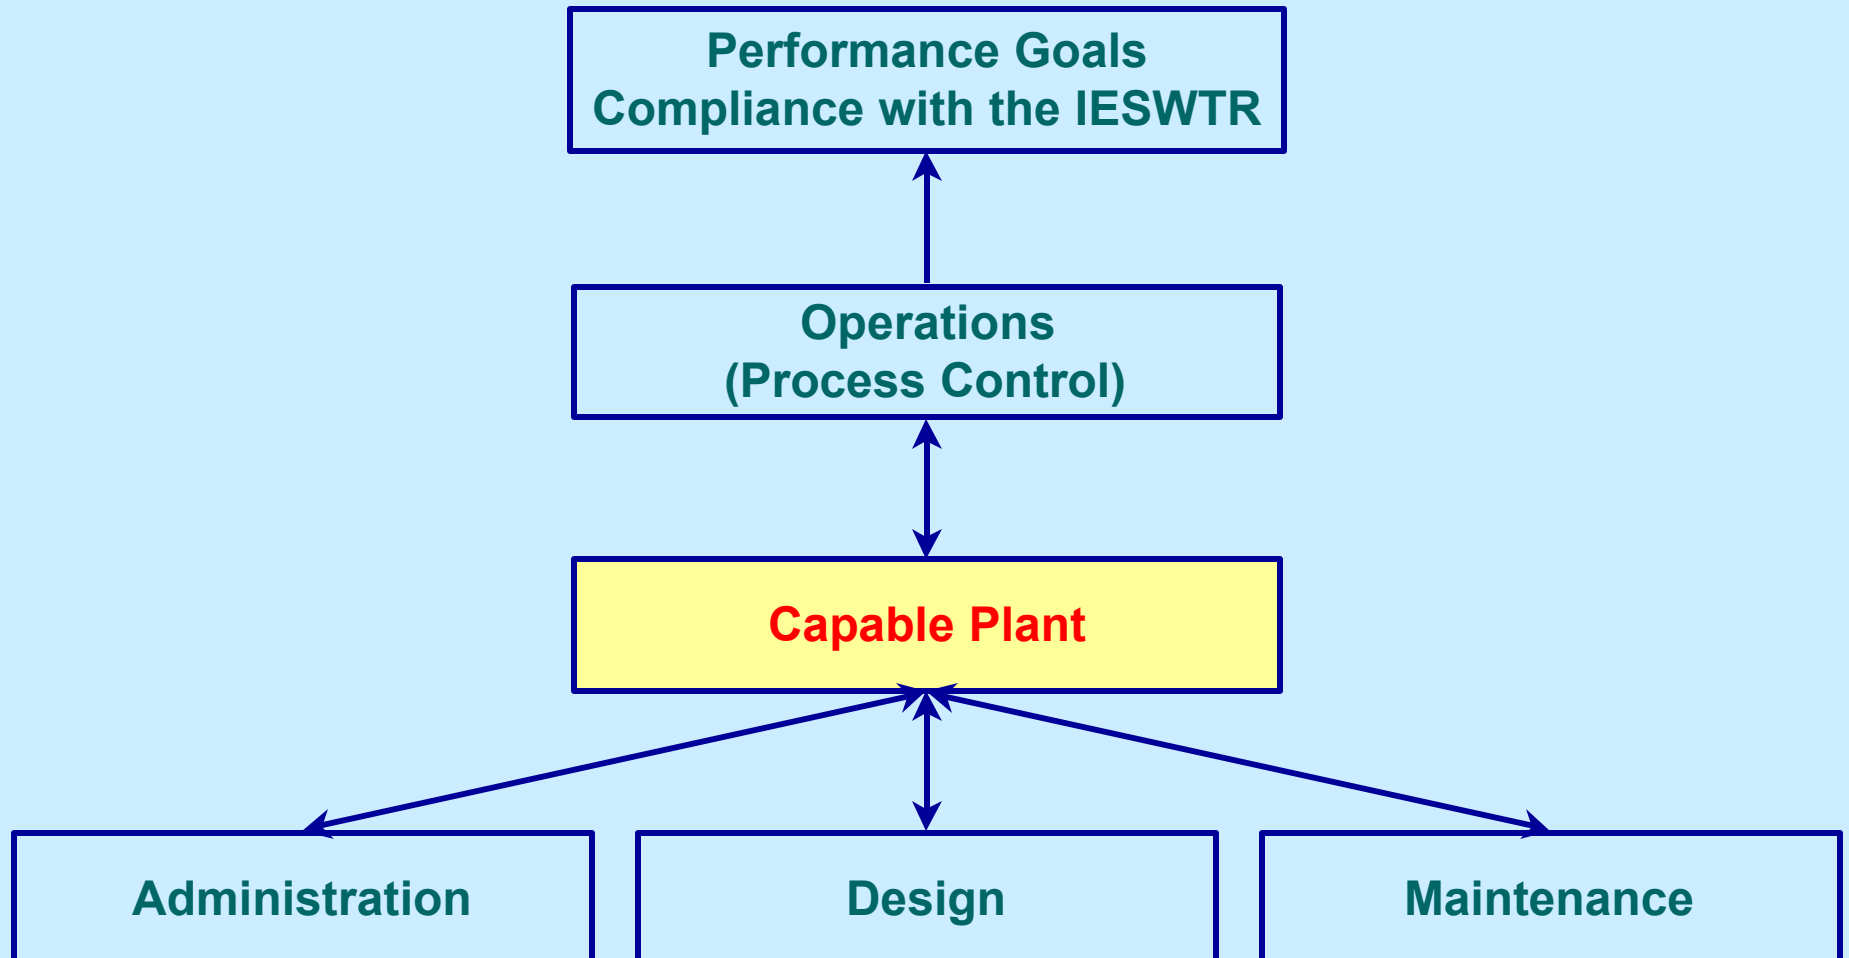 Performance Goals
Compliance with the IESWTR
Operations
(Process Control)
Capable Plant
Administration
Design
Maintenance